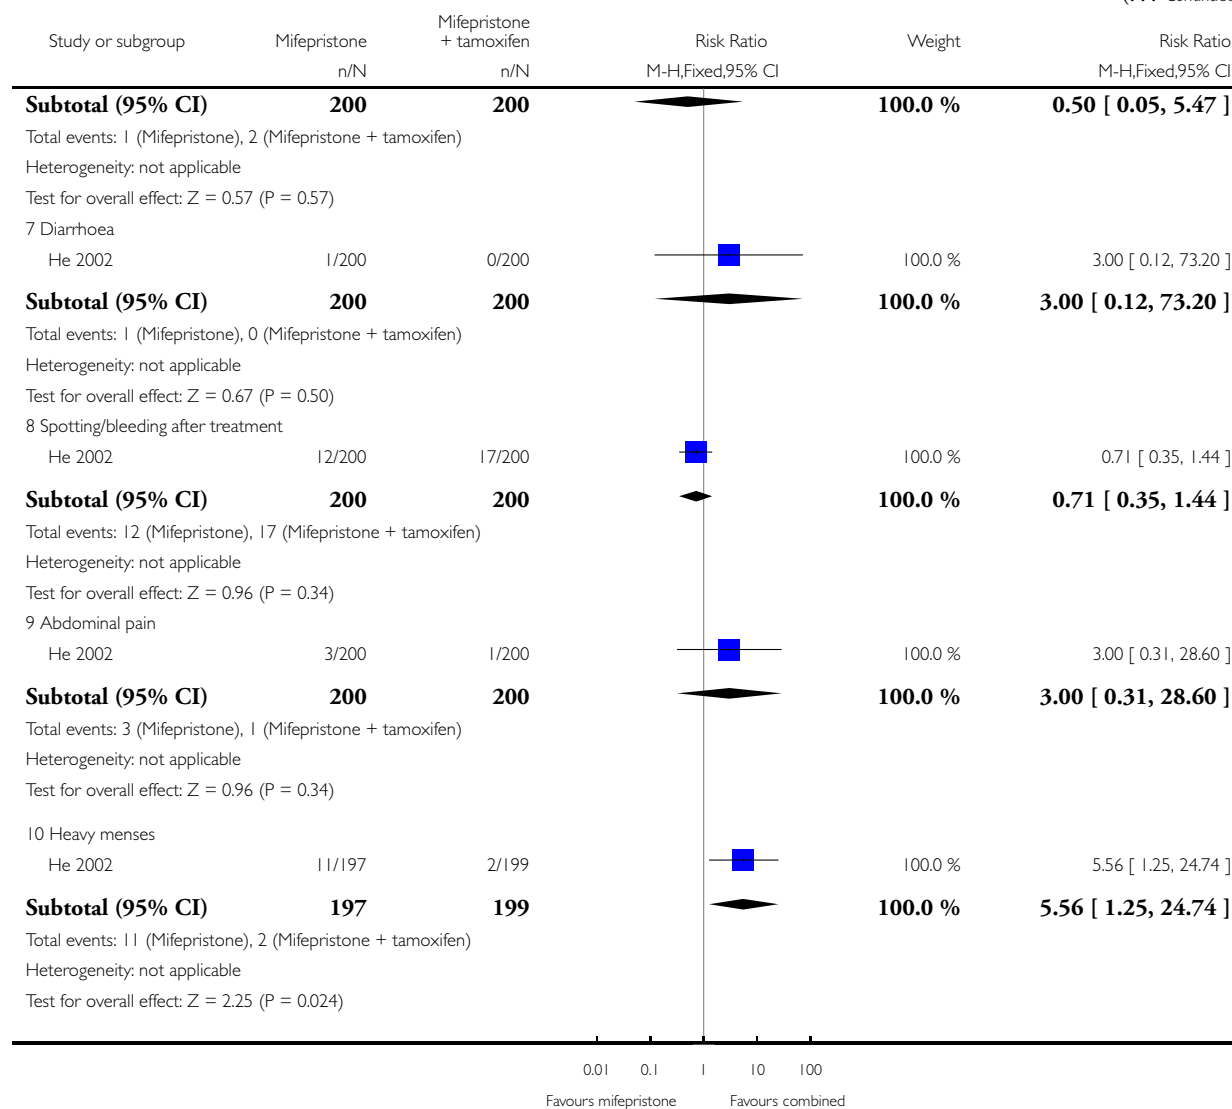 Study or subgroup Mifepristone Mifepristone + tamoxifen Risk Ratio Weight Risk Ratio
n/N n/N M-H,Fixed,95% CI M-H,Fixed,95% CI
Subtotal (95% CI) 200 200 100.0 % 0.50 [ 0.05, 5.47 ]
Total events: 1 (Mifepristone), 2 (Mifepristone + tamoxifen)
Heterogeneity: not applicable
Test for overall effect: Z = 0.57 (P = 0.57)
7 Diarrhoea
He 2002 1/200 0/200 100.0 % 3.00 [ 0.12, 73.20 ]
Subtotal (95% CI) 200 200 100.0 % 3.00 [ 0.12, 73.20 ]
Total events: 1 (Mifepristone), 0 (Mifepristone + tamoxifen)
Heterogeneity: not applicable
Test for overall effect: Z = 0.67 (P = 0.50)
8 Spotting/bleeding after treatment
He 2002 12/200 17/200 100.0 % 0.71 [ 0.35, 1.44 ]
Subtotal (95% CI) 200 200 100.0 % 0.71 [ 0.35, 1.44 ]
Total events: 12 (Mifepristone), 17 (Mifepristone + tamoxifen)
Heterogeneity: not applicable
Test for overall effect: Z = 0.96 (P = 0.34)
9 Abdominal pain
He 2002 3/200 1/200 100.0 % 3.00 [ 0.31, 28.60 ]
Subtotal (95% CI) 200 200 100.0 % 3.00 [ 0.31, 28.60 ]
Total events: 3 (Mifepristone), 1 (Mifepristone + tamoxifen)
Heterogeneity: not applicable
Test for overall effect: Z = 0.96 (P = 0.34)
10 Heavy menses
He 2002 11/197 2/199 100.0 % 5.56 [ 1.25, 24.74 ]
Subtotal (95% CI) 197 199 100.0 % 5.56 [ 1.25, 24.74 ]
Total events: 11 (Mifepristone), 2 (Mifepristone + tamoxifen)
Heterogeneity: not applicable
Test for overall effect: Z = 2.25 (P = 0.024)
0.01 0.1 1 10 100
Favours mifepristone Favours combined